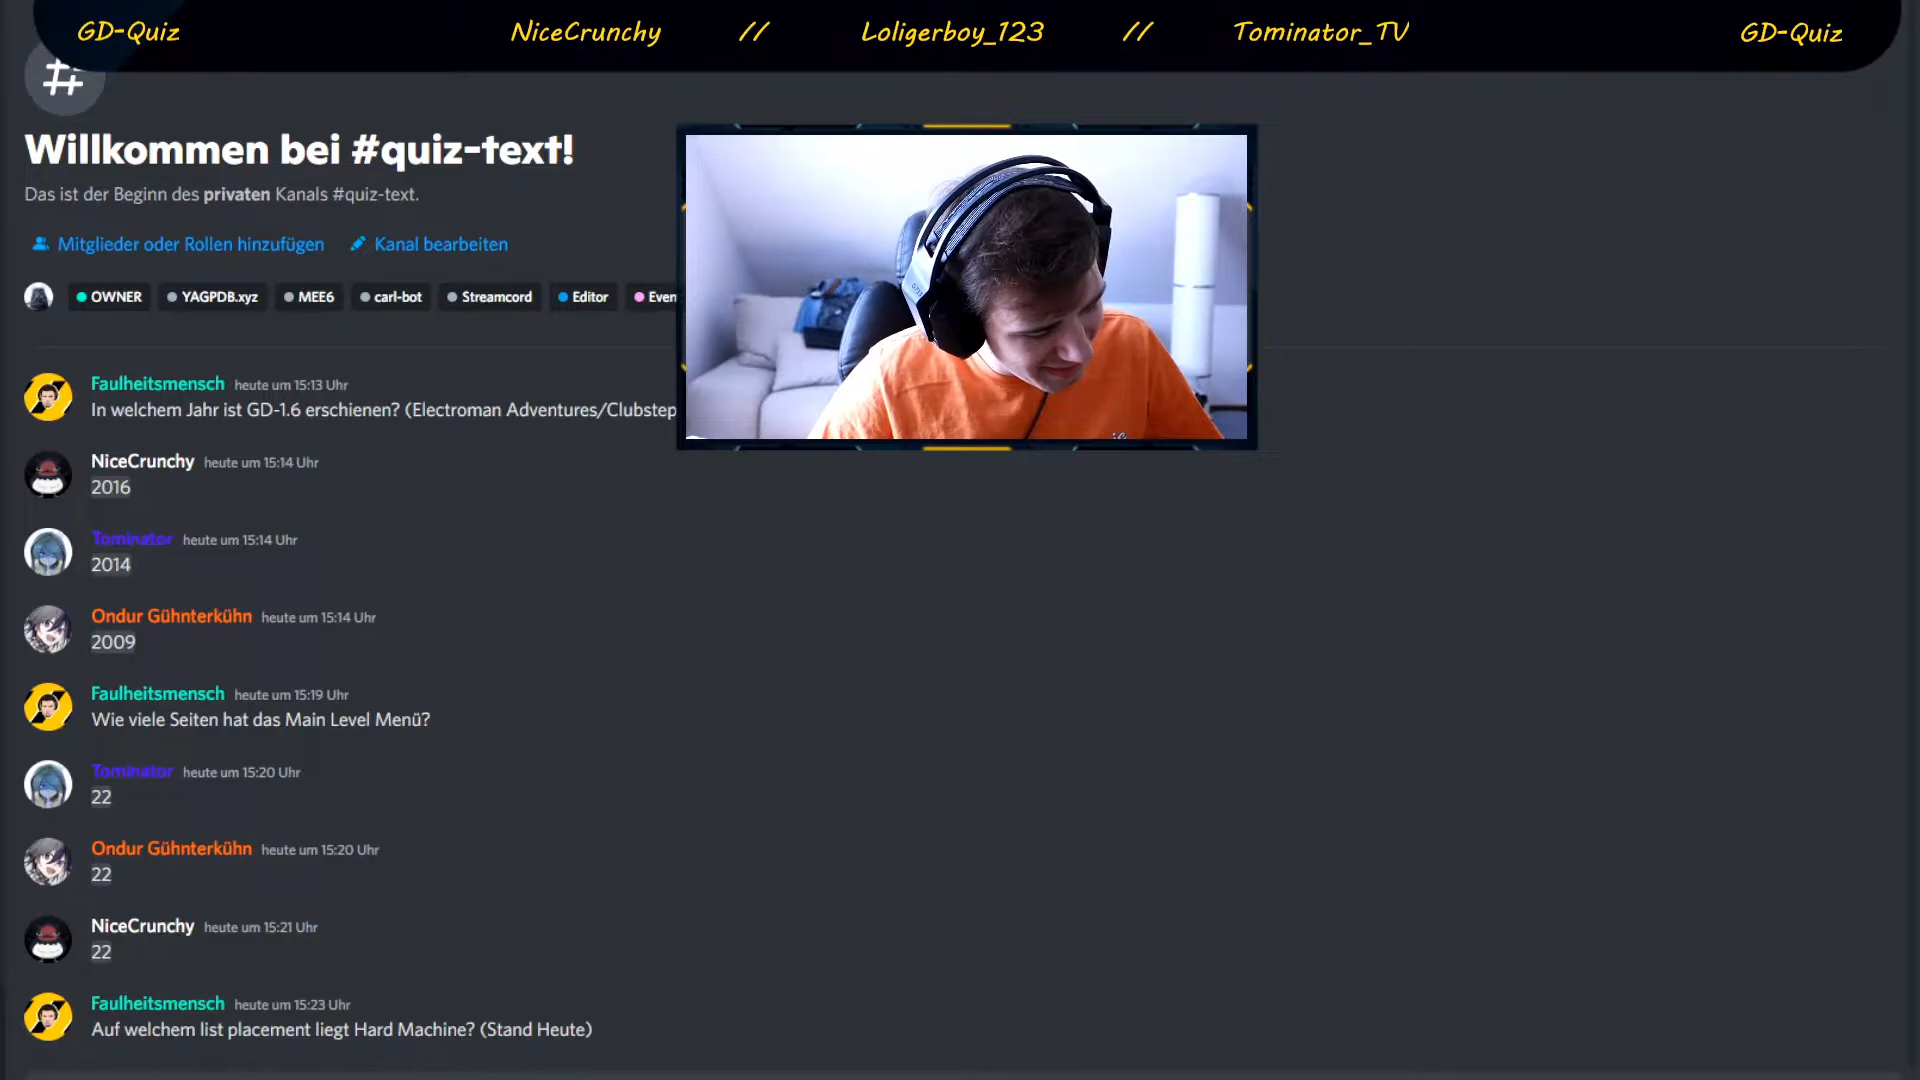 GD-Quiz NiceCrunchy // Loligerboy_123 // Tominator_TV GD-Quiz
#
Willkommen bei #quiz-text!
Das ist der Beginn des privaten Kanals #quiz-text.
Mitglieder oder Rollen hinzufügen Kanal bearbeiten
OWNER YAGPDB.xyz MEE6 carl-bot Streamcord Editor Even
Faulheitsmensch heute um 15:13 Uhr
In welchem Jahr ist GD-1.6 erschienen? (Electroman Adventures/Clubstep
NiceCrunchy heute um 15:14 Uhr
2016
Tominator heute um 15:14 Uhr
2014
Ondur Gühnterkühn heute um 15:14 Uhr
2009
Faulheitsmensch heute um 15:19 Uhr
Wie viele Seiten hat das Main Level Menü?
Tominator heute um 15:20 Uhr
22
Ondur Gühnterkühn heute um 15:20 Uhr
22
NiceCrunchy heute um 15:21 Uhr
22
Faulheitsmensch heute um 15:23 Uhr
Auf welchem list placement liegt Hard Machine? (Stand Heute)